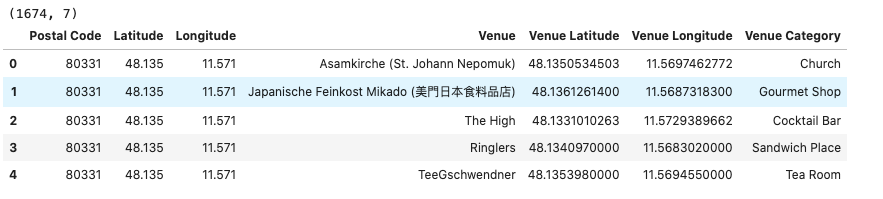 (1674, 7)
Postal Code Latitude Longitude Venue Venue Latitude Venue Longitude Venue Category
0 80331 48.135 11.571 Asamkirche (St. Johann Nepomuk) 48.1350534503 11.5697462772 Church
1 80331 48.135 11.571 Japanische Feinkost Mikado (美門日本食料品店) 48.1361261400 11.5687318300 Gourmet Shop
2 80331 48.135 11.571 The High 48.1331010263 11.5729389662 Cocktail Bar
3 80331 48.135 11.571 Ringlers 48.1340970000 11.5683020000 Sandwich Place
4 80331 48.135 11.571 TeeGschwendner 48.1353980000 11.5694550000 Tea Room